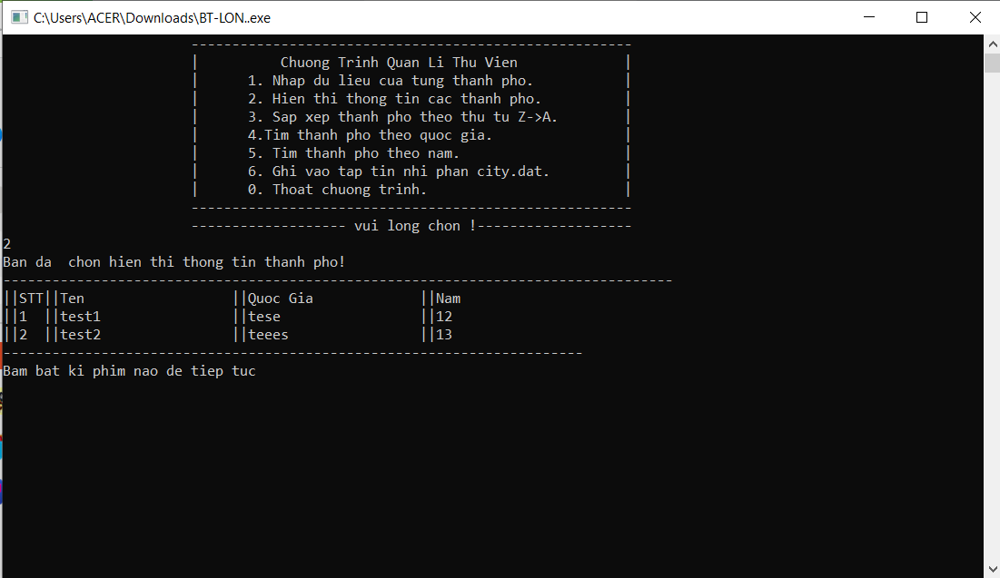 C:\Users\ACER\Downloads\BT-LON.exe
------------------------------------------------------
|          Chuong Trinh Quan Li Thu Vien             |
|      1. Nhap du lieu cua tung thanh pho.           |
|      2. Hien thi thong tin cac thanh pho.          |
|      3. Sap xep thanh pho theo thu tu Z->A.        |
|      4.Tim thanh pho theo quoc gia.                |
|      5. Tim thanh pho theo nam.                    |
|      6. Ghi vao tap tin nhi phan city.dat.         |
|      0. Thoat chuong trinh.                        |
------------------------------------------------------
------------------- vui long chon !-------------------
2
Ban da  chon hien thi thong tin thanh pho!
----------------------------------------------------------------------------------
||STT||Ten                  ||Quoc Gia             ||Nam
||1  ||test1                ||tese                 ||12
||2  ||test2                ||teees                ||13
-----------------------------------------------------------------------
Bam bat ki phim nao de tiep tuc